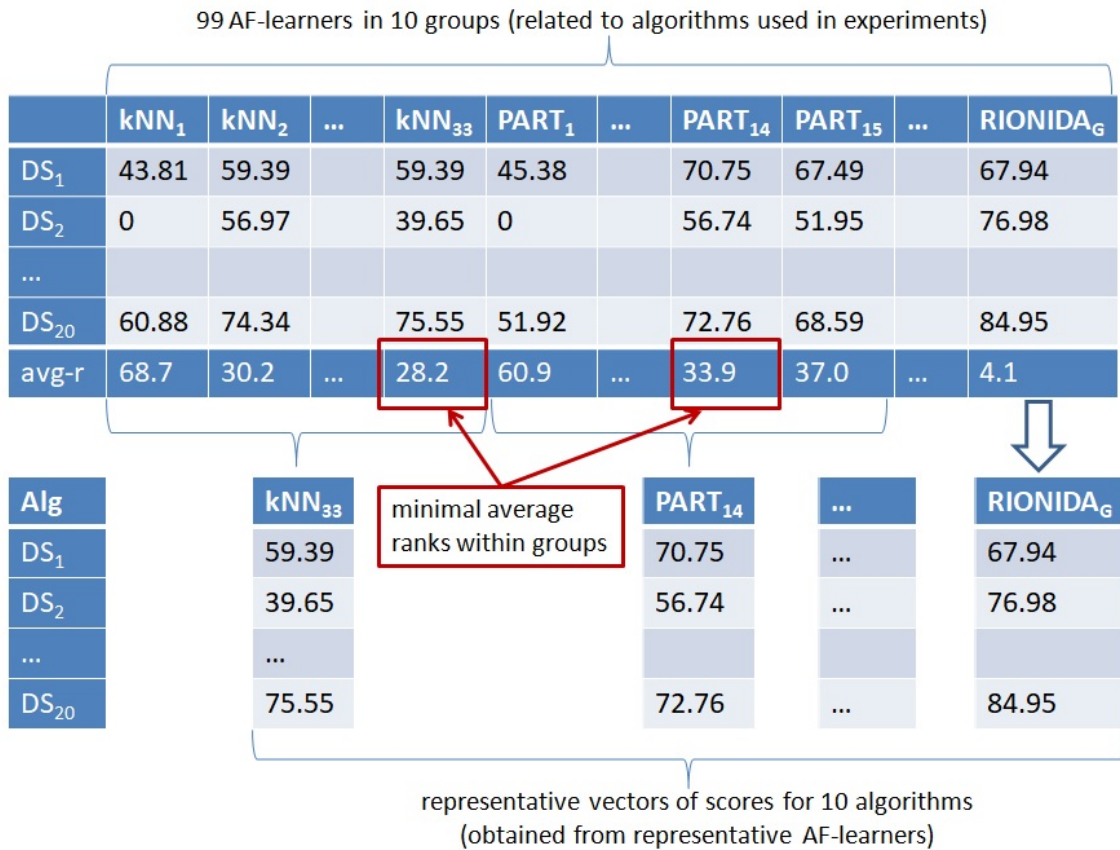 99 AF-learners in 10 groups (related to algorithms used in experiments)
kNN₁ kNN₂ ... kNN₃₃ PART₁ ... PART₁₄ PART₁₅ ... RIONIDA_G
DS₁ 43.81 59.39 59.39 45.38 70.75 67.49 67.94
DS₂ 0 56.97 39.65 0 56.74 51.95 76.98
...
DS₂₀ 60.88 74.34 75.55 51.92 72.76 68.59 84.95
avg-r 68.7 30.2 ... 28.2 60.9 ... 33.9 37.0 ... 4.1
minimal average
ranks within groups
Alg kNN₃₃ PART₁₄ ... RIONIDA_G
DS₁ 59.39 70.75 ... 67.94
DS₂ 39.65 56.74 ... 76.98
... ...
DS₂₀ 75.55 72.76 ... 84.95
representative vectors of scores for 10 algorithms
(obtained from representative AF-learners)